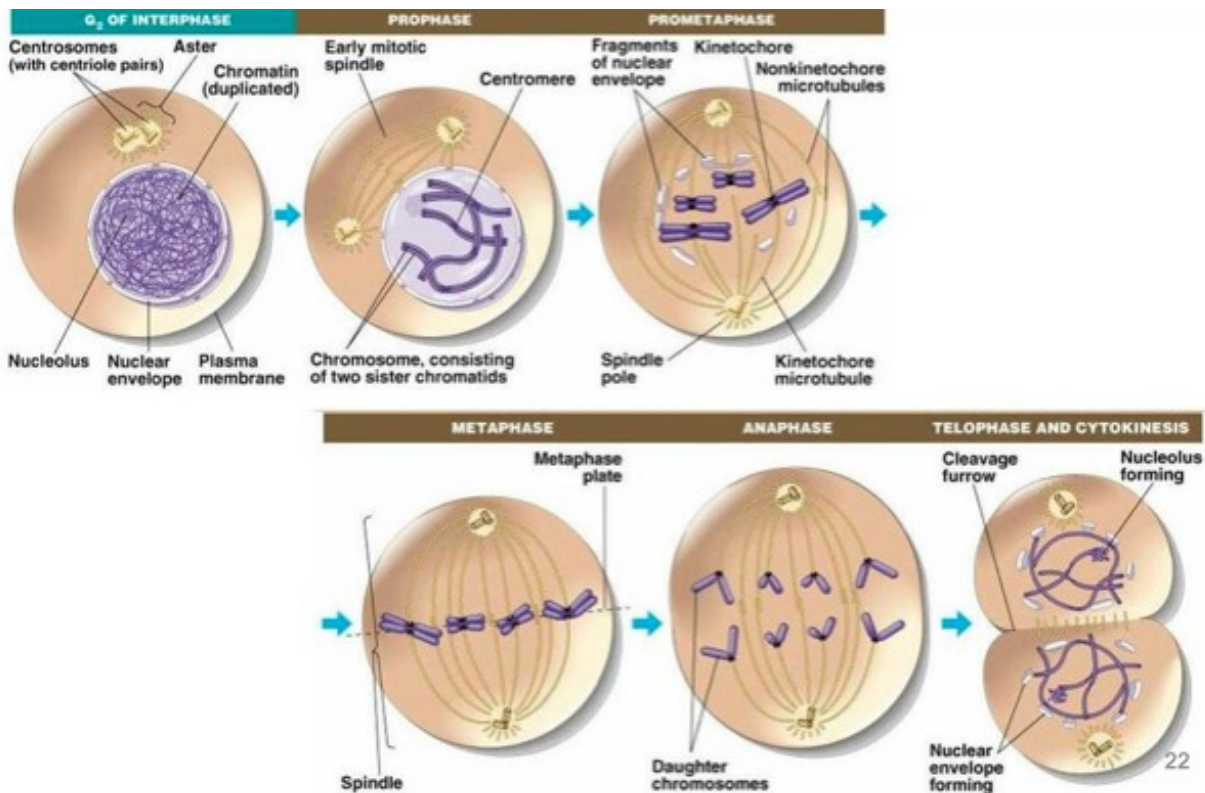 G₂ OF INTERPHASE
PROPHASE
PROMETAPHASE
Centrosomes
(with centriole pairs)
Aster
Chromatin
(duplicated)
Early mitotic
spindle
Centromere
Fragments
of nuclear
envelope
Kinetochore
Nonkinetochore
microtubules
Nucleolus
Nuclear
envelope
Plasma
membrane
Chromosome, consisting
of two sister chromatids
Spindle
pole
Kinetochore
microtubule
METAPHASE
ANAPHASE
TELOPHASE AND CYTOKINESIS
Metaphase
plate
Cleavage
furrow
Nucleolus
forming
Spindle
Daughter
chromosomes
Nuclear
envelope
forming
22